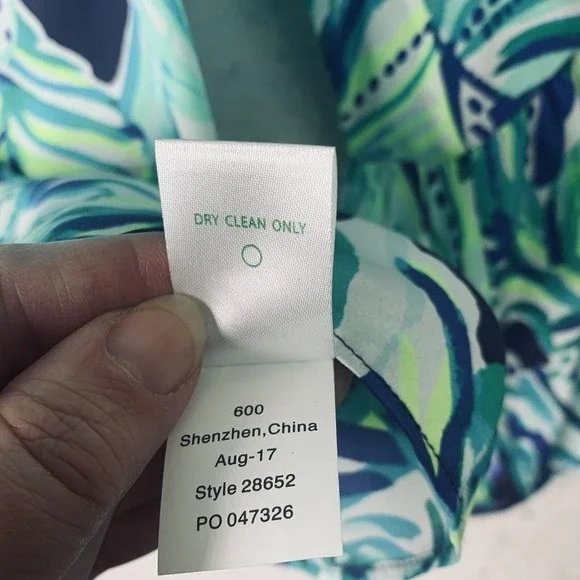 DRY CLEAN ONLY
600
Shenzhen,China
Aug-17
Style 28652
PO 047326